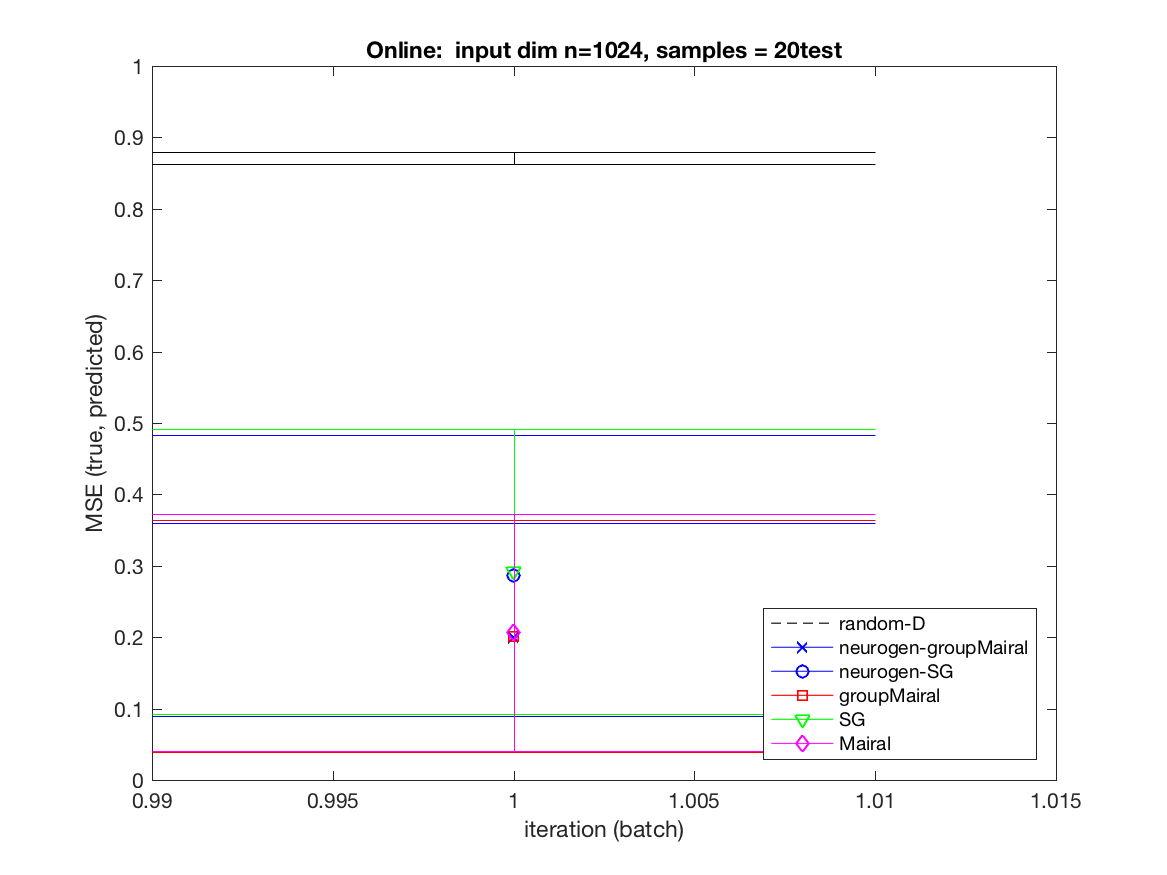 Online:  input dim n=1024, samples = 20test
1
0.9
0.8
0.7
0.6
0.5
0.4
0.3
0.2
0.1
0
MSE (true, predicted)
0.99
0.995
1
1.005
1.01
1.015
iteration (batch)
random-D
neurogen-groupMairal
neurogen-SG
groupMairal
SG
Mairal